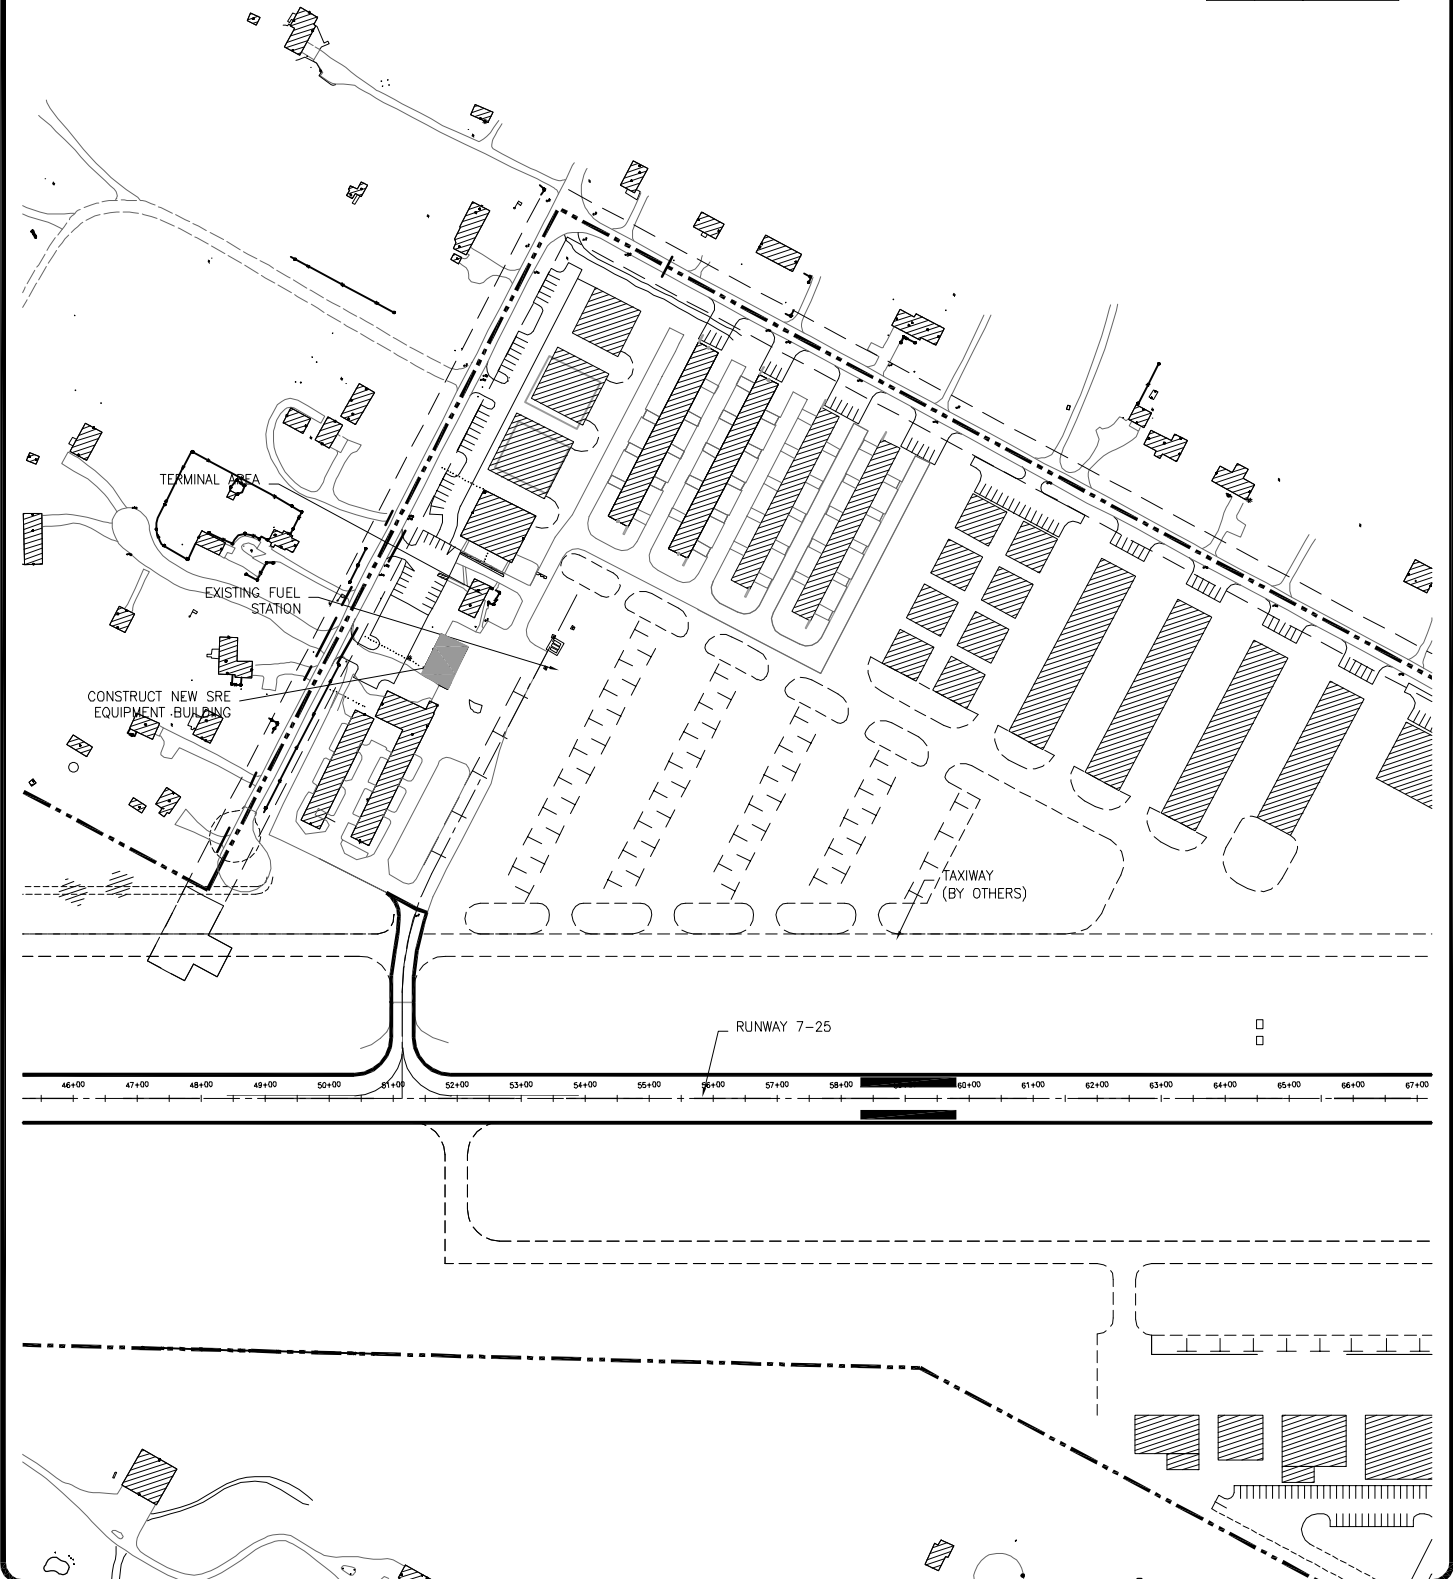 TERMINAL AREA
EXISTING FUEL
STATION
CONSTRUCT NEW SRE
EQUIPMENT BUILDING
TAXIWAY
(BY OTHERS)
RUNWAY 7-25
46+00 47+00 48+00 49+00 50+00 51+00 52+00 53+00 54+00 55+00 56+00 57+00 58+00 60+00 61+00 62+00 63+00 64+00 65+00 66+00 67+00